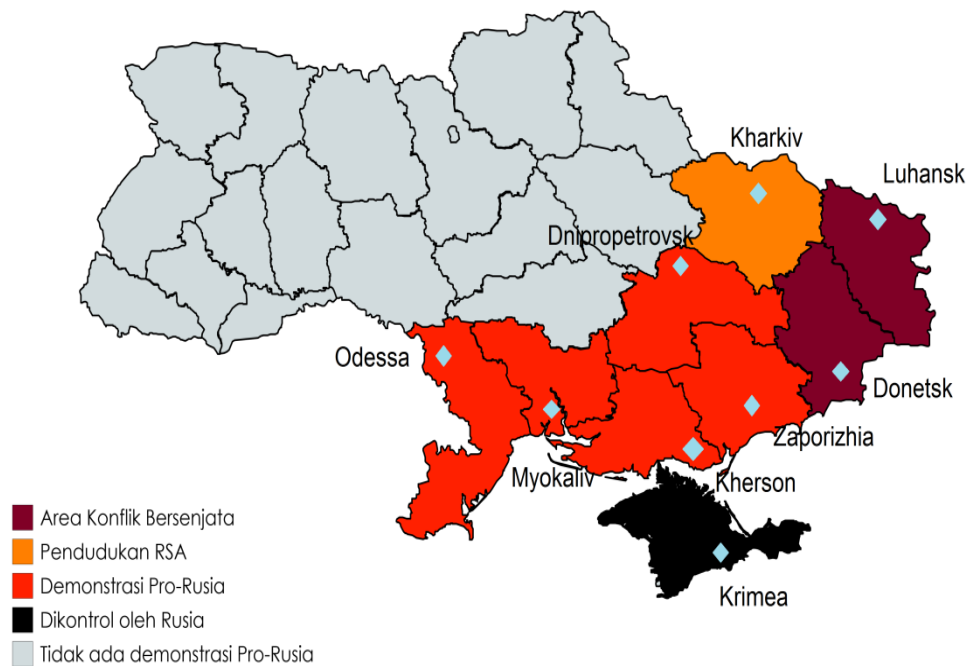 Kharkiv
Luhansk
Dnipropetrovsk
Odessa
Donetsk
Zaporizhia
Myokaliv
Kherson
Krimea
Area Konflik Bersenjata
Pendudukan RSA
Demonstrasi Pro-Rusia
Dikontrol oleh Rusia
Tidak ada demonstrasi Pro-Rusia